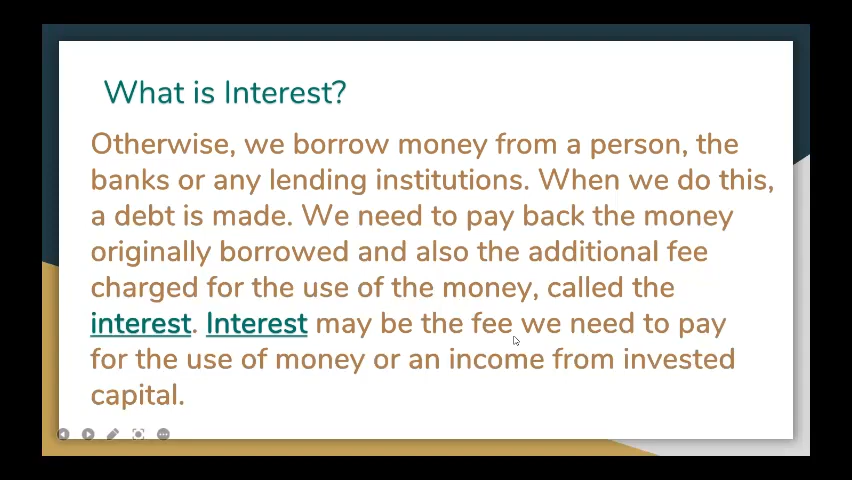 What is Interest?
Otherwise, we borrow money from a person, the
banks or any lending institutions. When we do this,
a debt is made. We need to pay back the money
originally borrowed and also the additional fee
charged for the use of the money, called the
interest. Interest may be the fee we need to pay
for the use of money or an income from invested
capital.